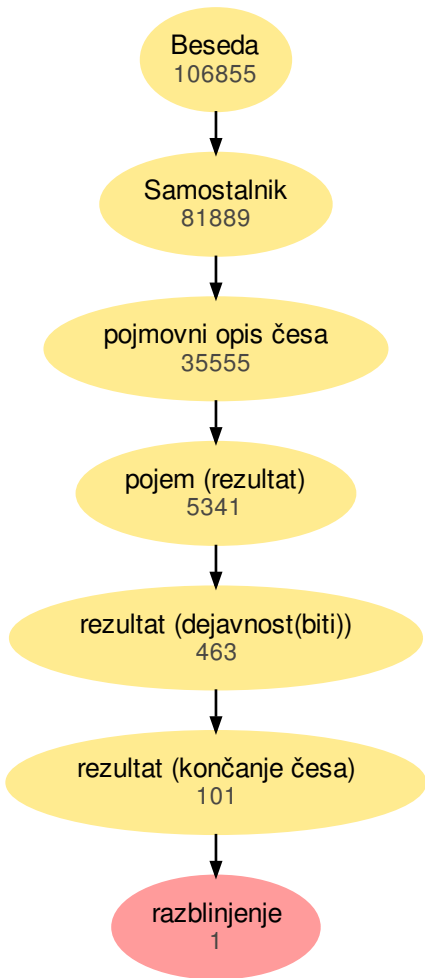 Beseda
106855
Samostalnik
81889
pojmovni opis česa
35555
pojem (rezultat)
5341
rezultat (dejavnost(biti))
463
rezultat (končanje česa)
101
razblinjenje
1